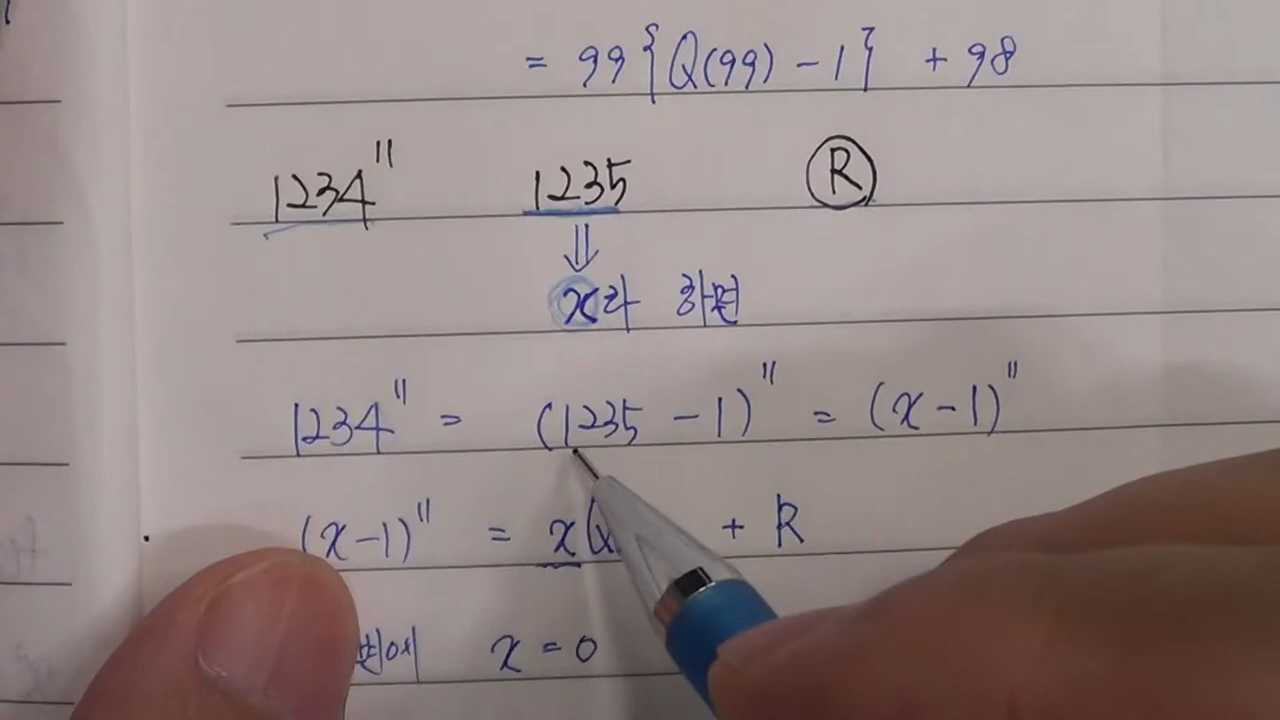 = 99{Q(99) - 1} + 98
1234¹¹ 1235 Ⓡ
⇓
x라 하면
1234¹¹ = (1235 - 1)¹¹ = (x - 1)¹¹
(x - 1)¹¹ = xQ + R
x = 0